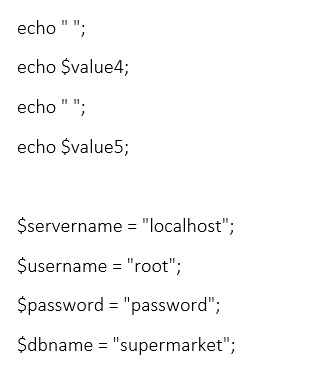 echo " ";
echo $value4;
echo " ";
echo $value5;
$servername = "localhost";
$username = "root";
$password = "password";
$dbname = "supermarket";